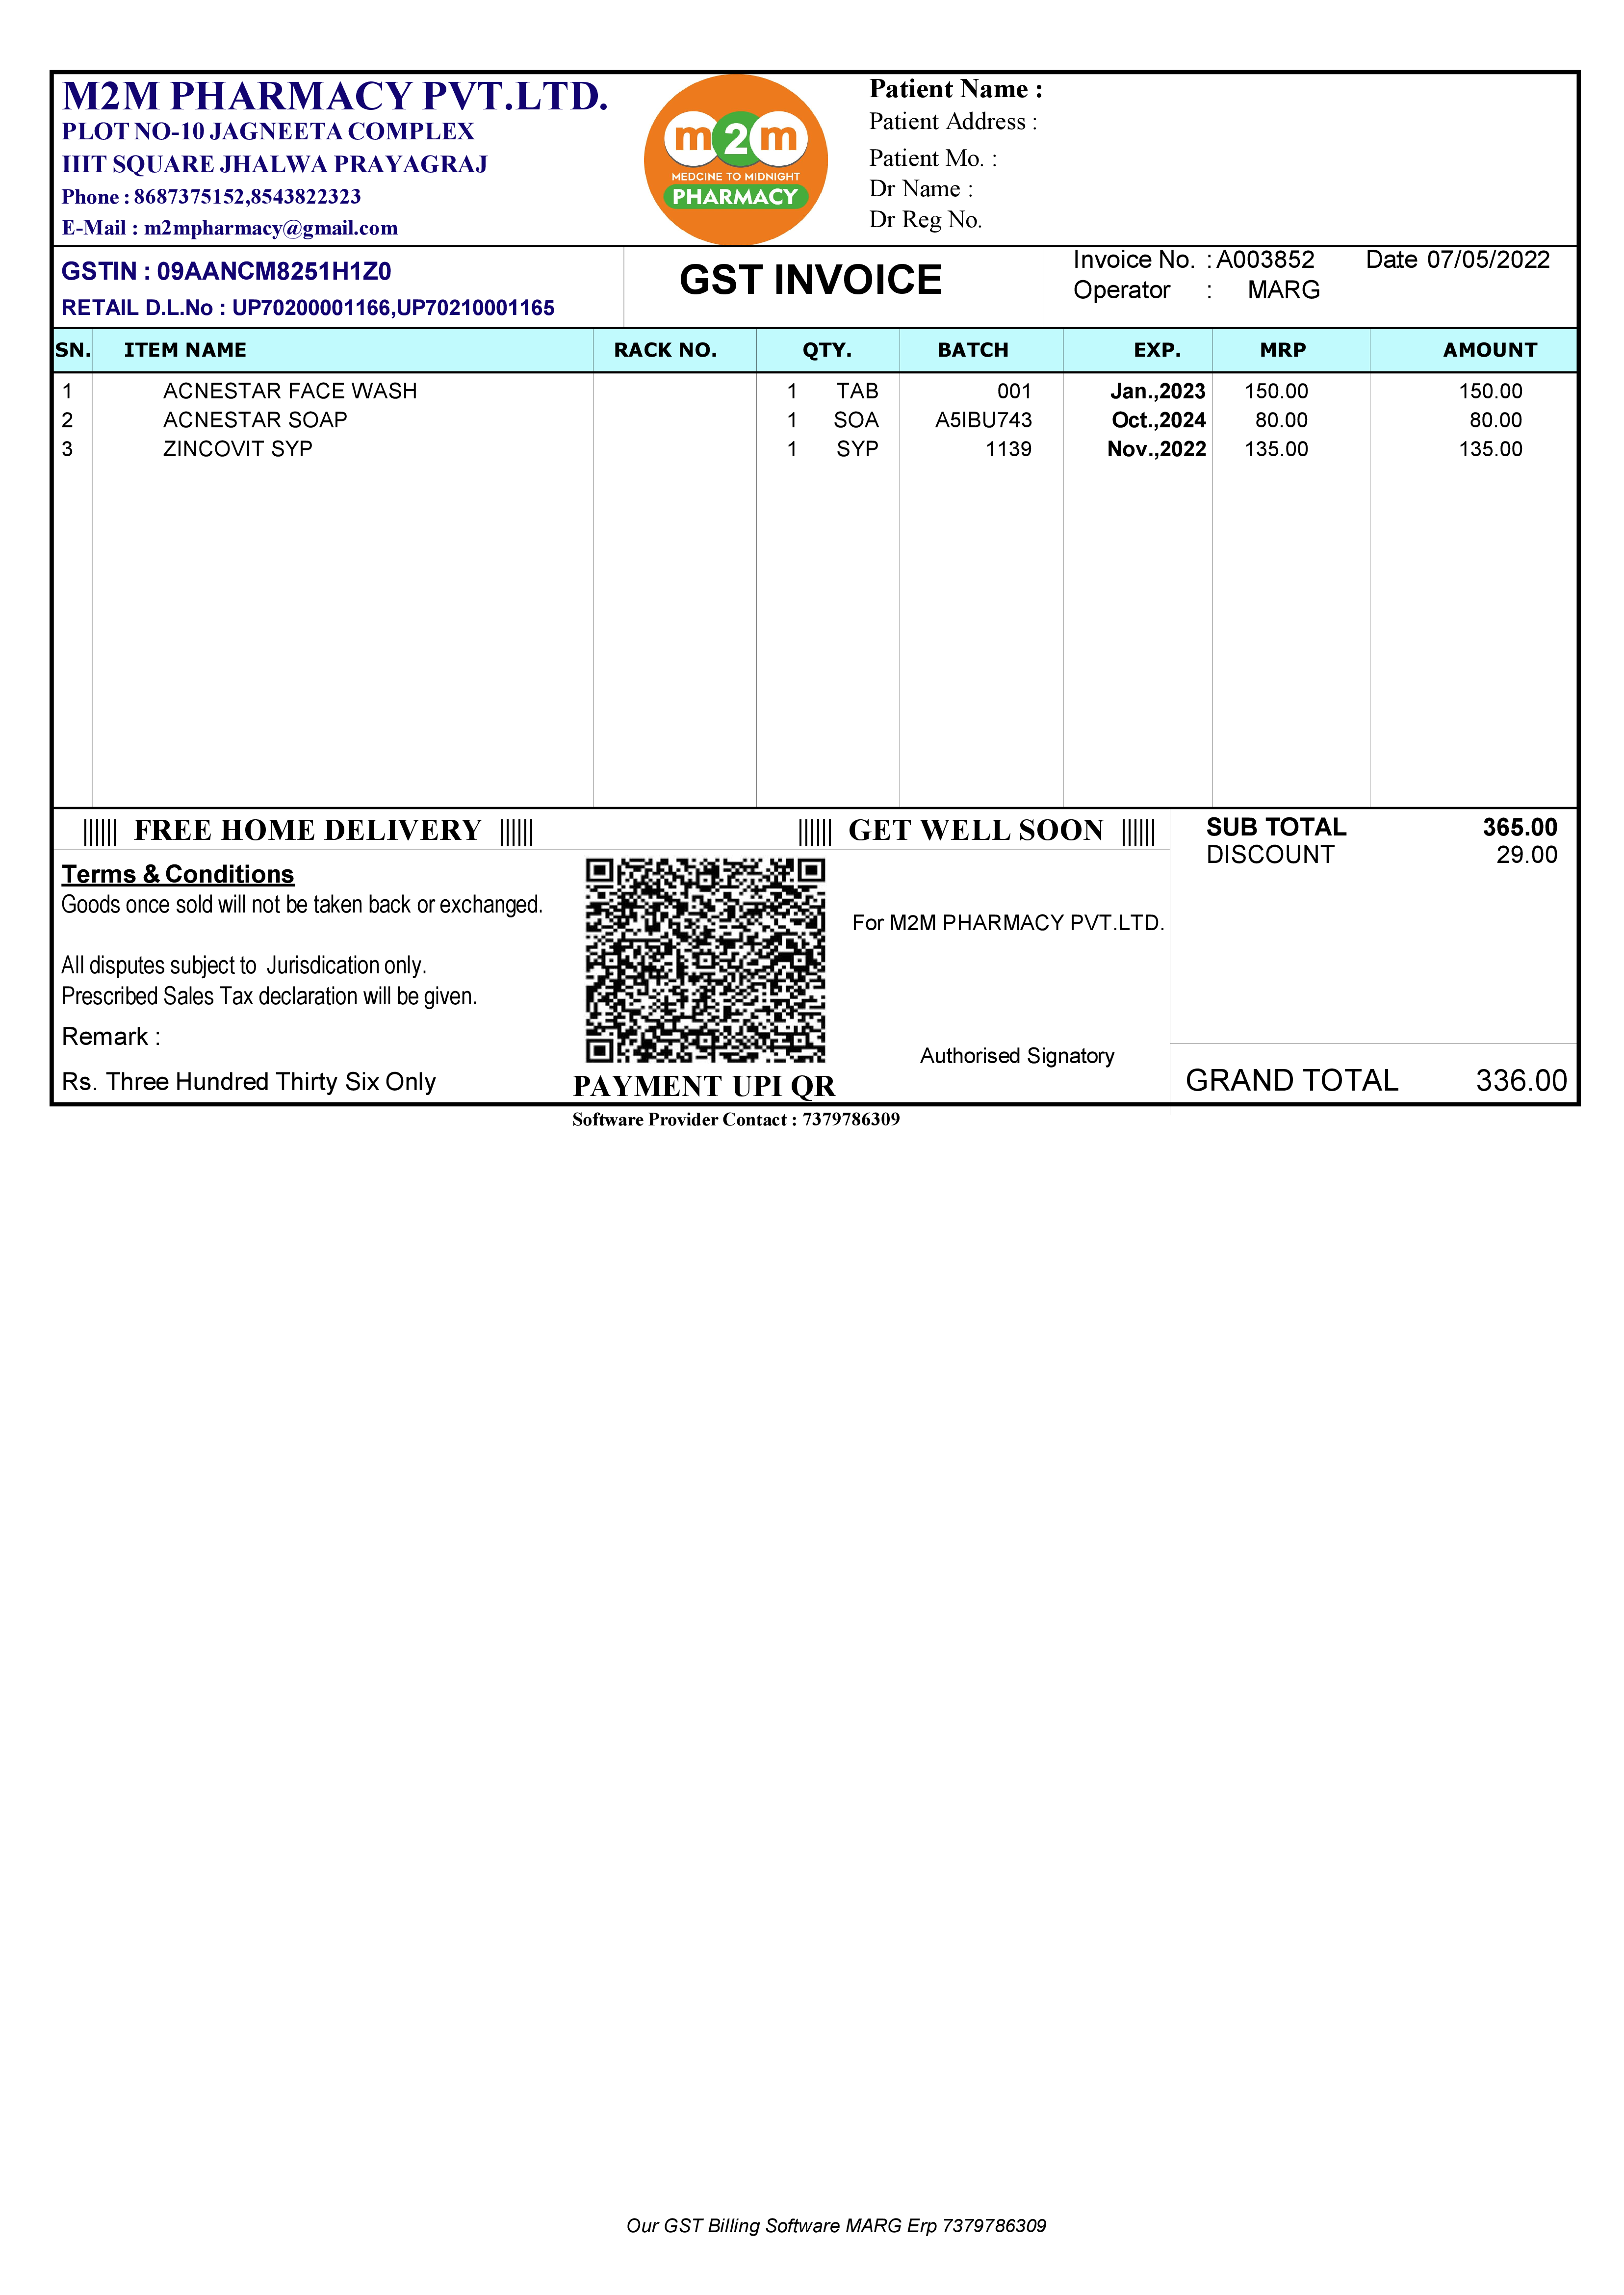 M2M PHARMACY PVT.LTD.
PLOT NO-10 JAGNEETA COMPLEX
IIIT SQUARE JHALWA PRAYAGRAJ
Phone : 8687375152,8543822323
E-Mail : m2mpharmacy@gmail.com
m2m
MEDCINE TO MIDNIGHT
PHARMACY
Patient Name :
Patient Address :
Patient Mo. :
Dr Name :
Dr Reg No.
GSTIN : 09AANCM8251H1Z0
RETAIL D.L.No : UP70200001166,UP70210001165
GST INVOICE
Invoice No. : A003852 Date 07/05/2022
Operator : MARG
SN. ITEM NAME RACK NO. QTY. BATCH EXP. MRP AMOUNT
1 ACNESTAR FACE WASH 1 TAB 001 Jan.,2023 150.00 150.00
2 ACNESTAR SOAP 1 SOA A5IBU743 Oct.,2024 80.00 80.00
3 ZINCOVIT SYP 1 SYP 1139 Nov.,2022 135.00 135.00
|||||| FREE HOME DELIVERY |||||| |||||| GET WELL SOON ||||||
SUB TOTAL 365.00
DISCOUNT 29.00
Terms & Conditions
Goods once sold will not be taken back or exchanged.
All disputes subject to Jurisdication only.
Prescribed Sales Tax declaration will be given.
Remark :
Rs. Three Hundred Thirty Six Only
PAYMENT UPI QR
For M2M PHARMACY PVT.LTD.
Authorised Signatory
GRAND TOTAL 336.00
Software Provider Contact : 7379786309
Our GST Billing Software MARG Erp 7379786309